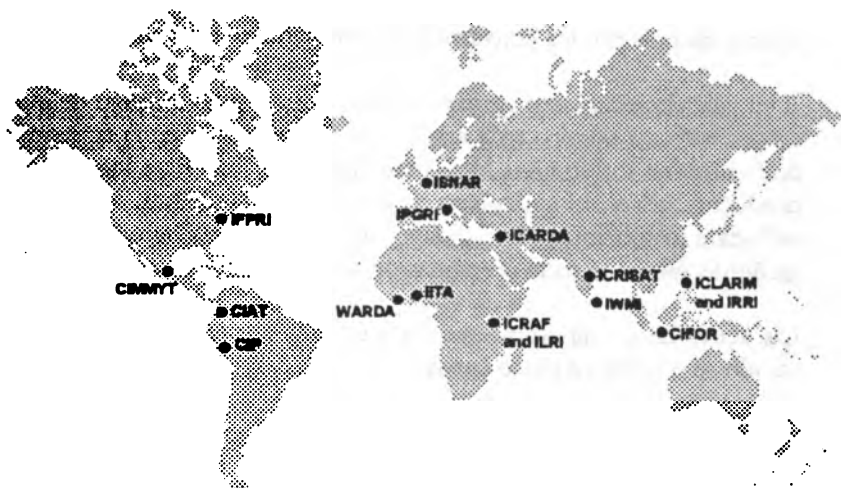 ISNAR
IPGRI
IFPRI
ICARDA
CIMMYT
ICRISAT
ICLARM
and IRRI
IITA
WARDA
IWMI
CIAT
ICRAF
and ILRI
CIFOR
CIP